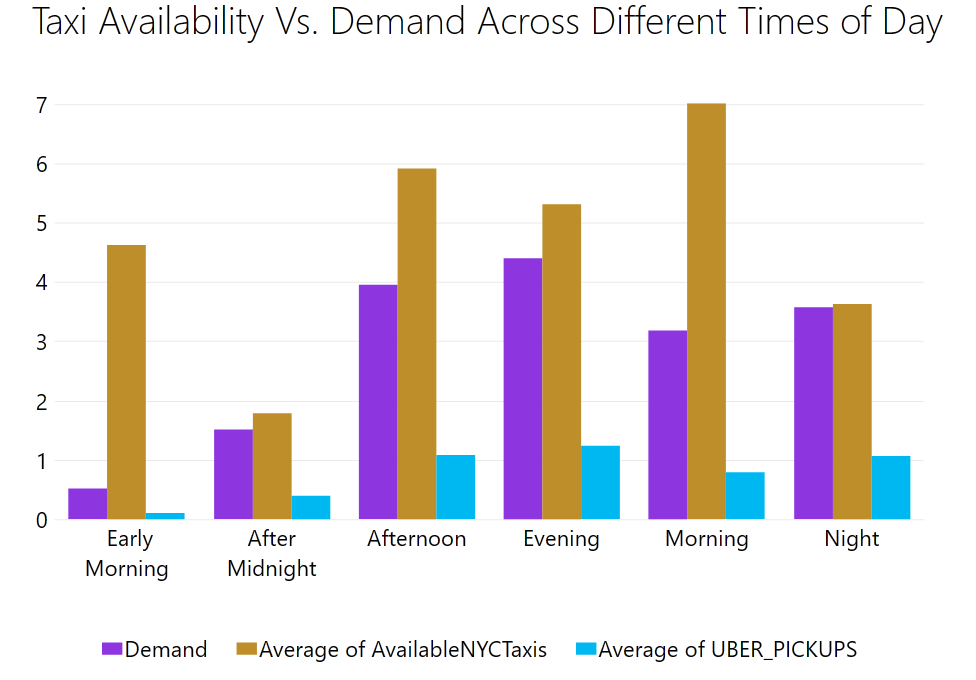 Taxi Availability Vs. Demand Across Different Times of Day
7
6
5
4
3
2
1
0
Early
Morning
After
Midnight
Afternoon
Evening
Morning
Night
Demand
Average of AvailableNYCTaxis
Average of UBER_PICKUPS